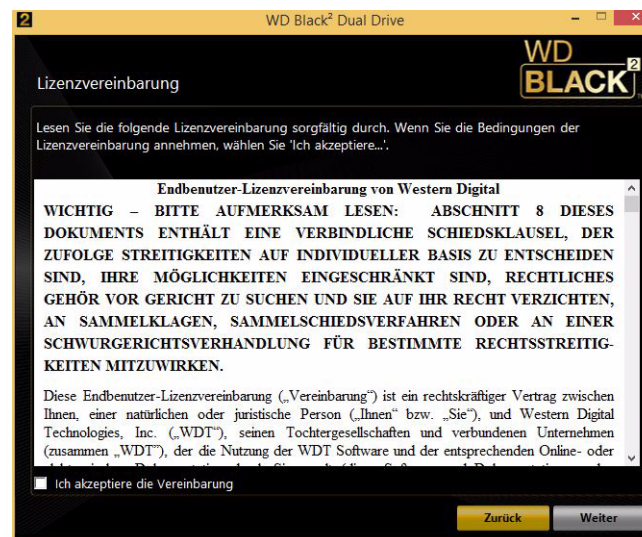 2
WD Black² Dual Drive
WD
BLACK²
Lizenzvereinbarung
Lesen Sie die folgende Lizenzvereinbarung sorgfältig durch. Wenn Sie die Bedingungen der
Lizenzvereinbarung annehmen, wählen Sie 'Ich akzeptiere...'.
Endbenutzer-Lizenzvereinbarung von Western Digital
WICHTIG – BITTE AUFMERKSAM LESEN: ABSCHNITT 8 DIESES
DOKUMENTS ENTHÄLT EINE VERBINDLICHE SCHIEDSKLAUSEL, DER
ZUFOLGE STREITIGKEITEN AUF INDIVIDUELLER BASIS ZU ENTSCHEIDEN
SIND, IHRE MÖGLICHKEITEN EINGESCHRÄNKT SIND, RECHTLICHES
GEHÖR VOR GERICHT ZU SUCHEN UND SIE AUF IHR RECHT VERZICHTEN,
AN SAMMELKLAGEN, SAMMELSCHIEDSVERFAHREN ODER AN EINER
SCHWURGERICHTSVERHANDLUNG FÜR BESTIMMTE RECHTSSTREITIG-
KEITEN MITZUWIRKEN.
Diese Endbenutzer-Lizenzvereinbarung („Vereinbarung") ist ein rechtskräftiger Vertrag zwischen
Ihnen, einer natürlichen oder juristische Person („Ihnen" bzw. „Sie"), und Western Digital
Technologies, Inc. („WDT"), seinen Tochtergesellschaften und verbundenen Unternehmen
(zusammen „WDT"), der die Nutzung der WDT Software und der entsprechenden Online- oder
Ich akzeptiere die Vereinbarung
Zurück
Weiter